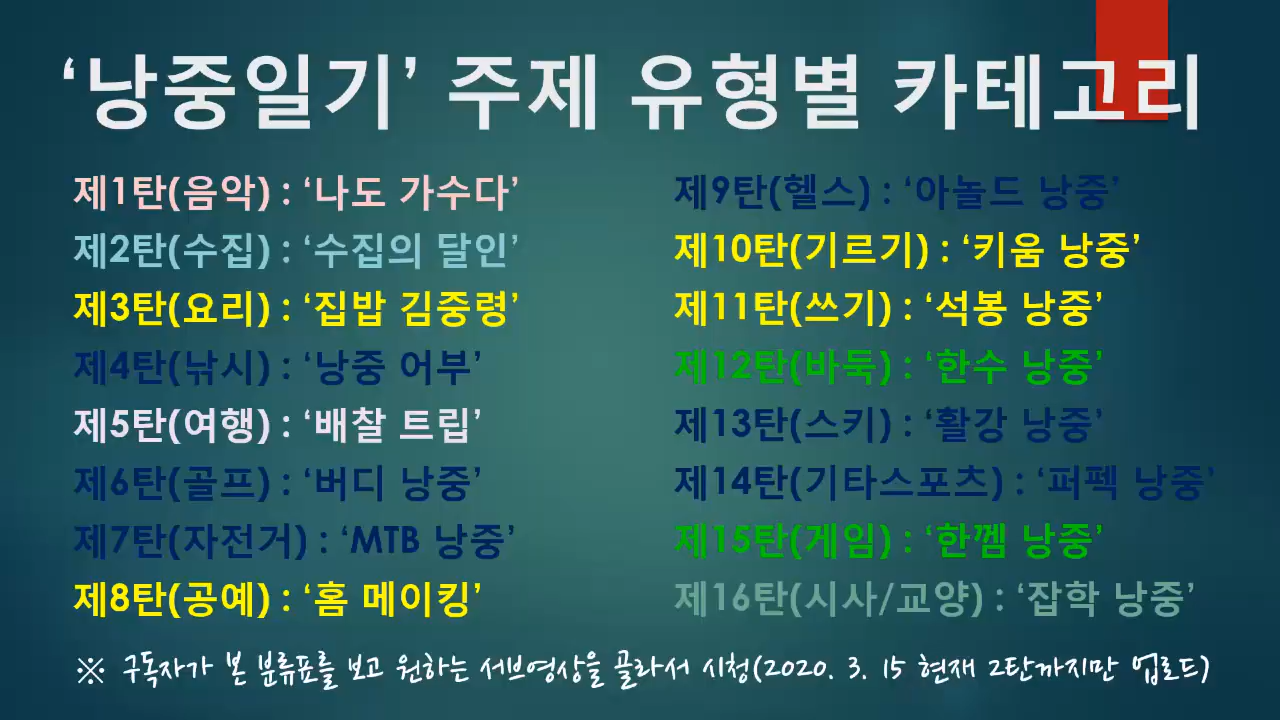 ‘낭중일기’ 주제 유형별 카테고리
제1탄(음악) : ‘나도 가수다’
제2탄(수집) : ‘수집의 달인’
제3탄(요리) : ‘집밥 김중령’
제4탄(낚시) : ‘낭중 어부’
제5탄(여행) : ‘배찰 트립’
제6탄(골프) : ‘버디 낭중’
제7탄(자전거) : ‘MTB 낭중’
제8탄(공예) : ‘홈 메이킹’
제9탄(헬스) : ‘아놀드 낭중’
제10탄(기르기) : ‘키움 낭중’
제11탄(쓰기) : ‘석봉 낭중’
제12탄(바둑) : ‘한수 낭중’
제13탄(스키) : ‘활강 낭중’
제14탄(기타스포츠) : ‘퍼펙 낭중’
제15탄(게임) : ‘한껨 낭중’
제16탄(시사/교양) : ‘잡학 낭중’
※ 구독자가 본 분류표를 보고 원하는 서브영상을 골라서 시청(2020. 3. 15 현재 2탄까지만 업로드)